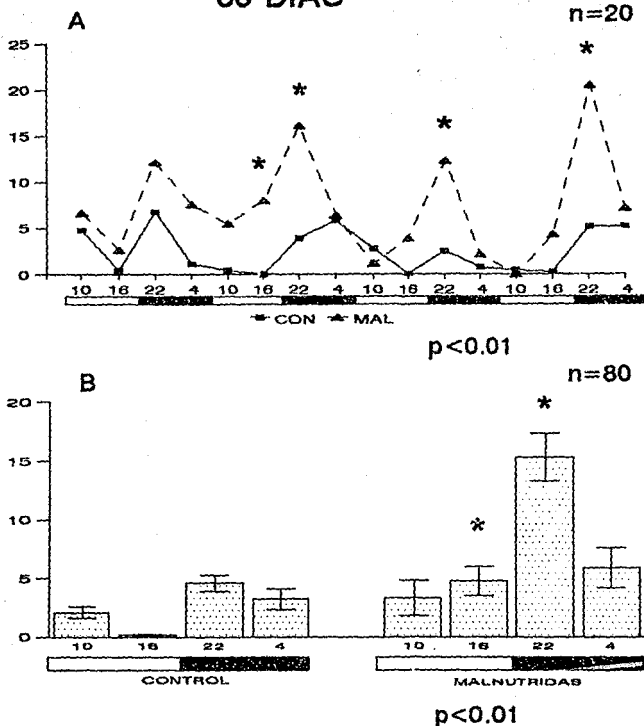 DIAS
A
n=20
*
*
*
*
25
20
15
10
5
0
10 16 22 4 10 16 22 4 10 16 22 4 10 16 22 4
CON MAL
p<0.01
B
n=80
*
*
20
15
10
5
0
10 16 22 4 10 16 22 4
CONTROL MALNUTRIDAS
p<0.01